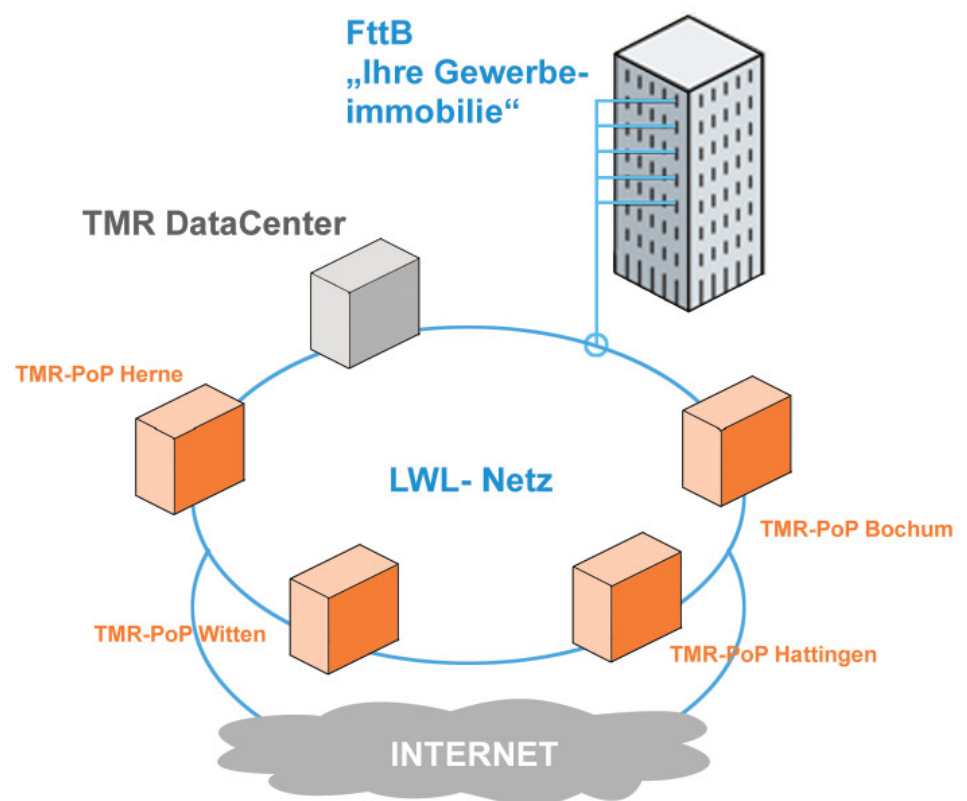 FttB
„Ihre Gewerbe-
immobilie“
TMR DataCenter
TMR-PoP Herne
LWL- Netz
TMR-PoP Bochum
TMR-PoP Witten
TMR-PoP Hattingen
INTERNET